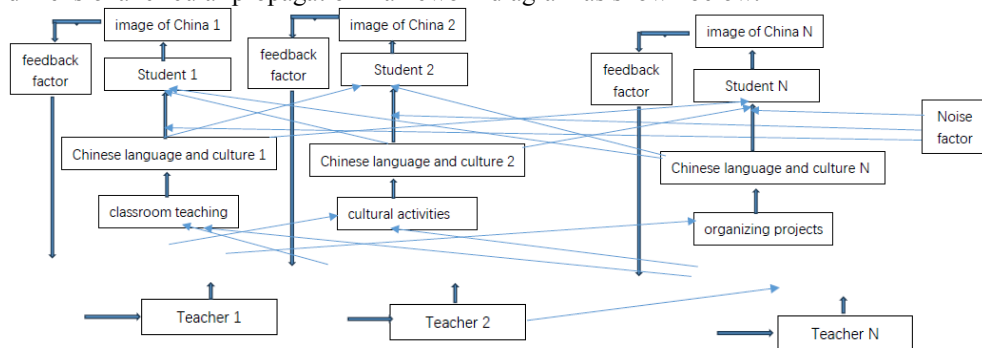 image of China 1
image of China 2
image of China N
feedback
factor
feedback
factor
feedback
factor
Student 1
Student 2
Student N
Noise
factor
Chinese language and culture 1
Chinese language and culture 2
Chinese language and culture N
classroom teaching
cultural activities
organizing projects
Teacher 1
Teacher 2
Teacher N